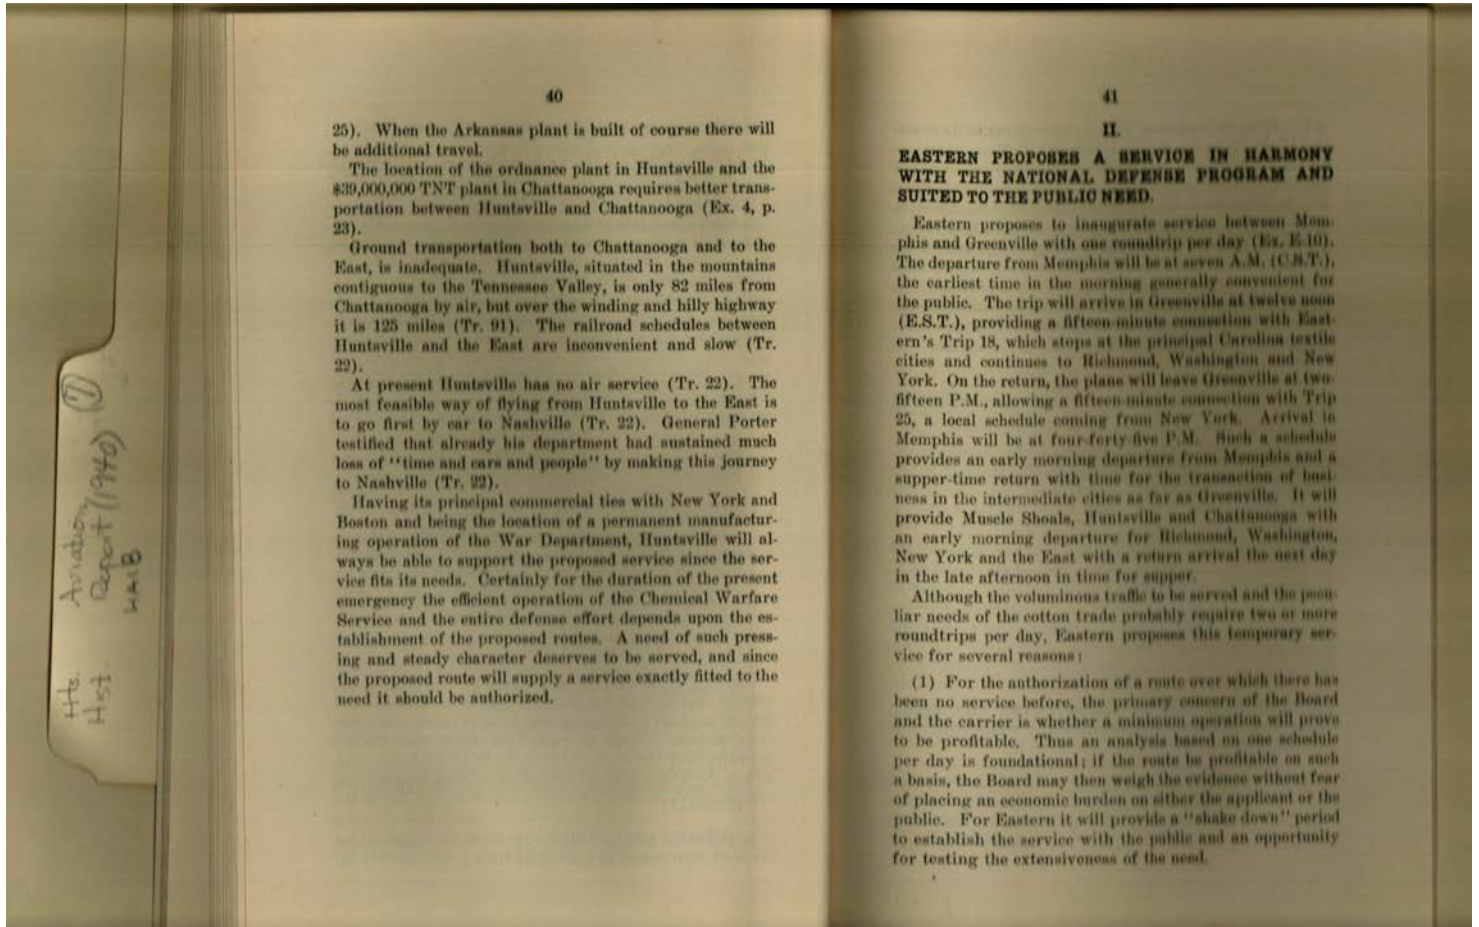 Hts. Aviation (7)
Hist. Report (1940)
HAIB
40
25). When the Arkansas plant is built of course there will
be additional travel.
The location of the ordnance plant in Huntsville and the
$39,000,000 TNT plant in Chattanooga requires better trans-
portation between Huntsville and Chattanooga (Ex. 4, p.
23).
Ground transportation both to Chattanooga and to the
East, is inadequate. Huntsville, situated in the mountains
contiguous to the Tennessee Valley, is only 82 miles from
Chattanooga by air, but over the winding and hilly highway
it is 125 miles (Tr. 91). The railroad schedules between
Huntsville and the East are inconvenient and slow (Tr.
22).
At present Huntsville has no air service (Tr. 22). The
most feasible way of flying from Huntsville to the East is
to go first by car to Nashville (Tr. 22). General Porter
testified that already his department had sustained much
loss of "time and cars and people" by making this journey
to Nashville (Tr. 22).
Having its principal commercial ties with New York and
Boston and being the location of a permanent manufactur-
ing operation of the War Department, Huntsville will al-
ways be able to support the proposed service since the ser-
vice fits its needs. Certainly for the duration of the present
emergency the efficient operation of the Chemical Warfare
Service and the entire defense effort depends upon the es-
tablishment of the proposed routes. A need of such press-
ing and steady character deserves to be served, and since
the proposed route will supply a service exactly fitted to the
need it should be authorized.
41
II.
EASTERN PROPOSES A SERVICE IN HARMONY
WITH THE NATIONAL DEFENSE PROGRAM AND
SUITED TO THE PUBLIC NEED.
Eastern proposes to inaugurate service between Mem-
phis and Greenville with one roundtrip per day (Ex. E-10).
The departure from Memphis will be at seven A.M. (C.S.T.),
the earliest time in the morning generally convenient for
the public. The trip will arrive in Greenville at twelve noon
(E.S.T.), providing a fifteen-minute connection with East-
ern's Trip 18, which stops at the principal Carolina textile
cities and continues to Richmond, Washington and New
York. On the return, the plane will leave Greenville at two-
fifteen P.M., allowing a fifteen-minute connection with Trip
25, a local schedule coming from New York. Arrival in
Memphis will be at four-forty-five P.M. Such a schedule
provides an early morning departure from Memphis and a
supper-time return with time for the transaction of busi-
ness in the intermediate cities as far as Greenville. It will
provide Muscle Shoals, Huntsville and Chattanooga with
an early morning departure for Richmond, Washington,
New York and the East with a return arrival the next day
in the late afternoon in time for supper.
Although the voluminous traffic to be served and the pecu-
liar needs of the cotton trade probably require two or more
roundtrips per day, Eastern proposes this temporary ser-
vice for several reasons:
(1) For the authorization of a route over which there has
been no service before, the primary concern of the Board
and the carrier is whether a minimum operation will prove
to be profitable. Thus an analysis based on one schedule
per day is foundational; if the route be profitable on such
a basis, the Board may then weigh the evidence without fear
of placing an economic burden on either the applicant or the
public. For Eastern it will provide a "shake down" period
to establish the service with the public and an opportunity
for testing the extensiveness of the need.